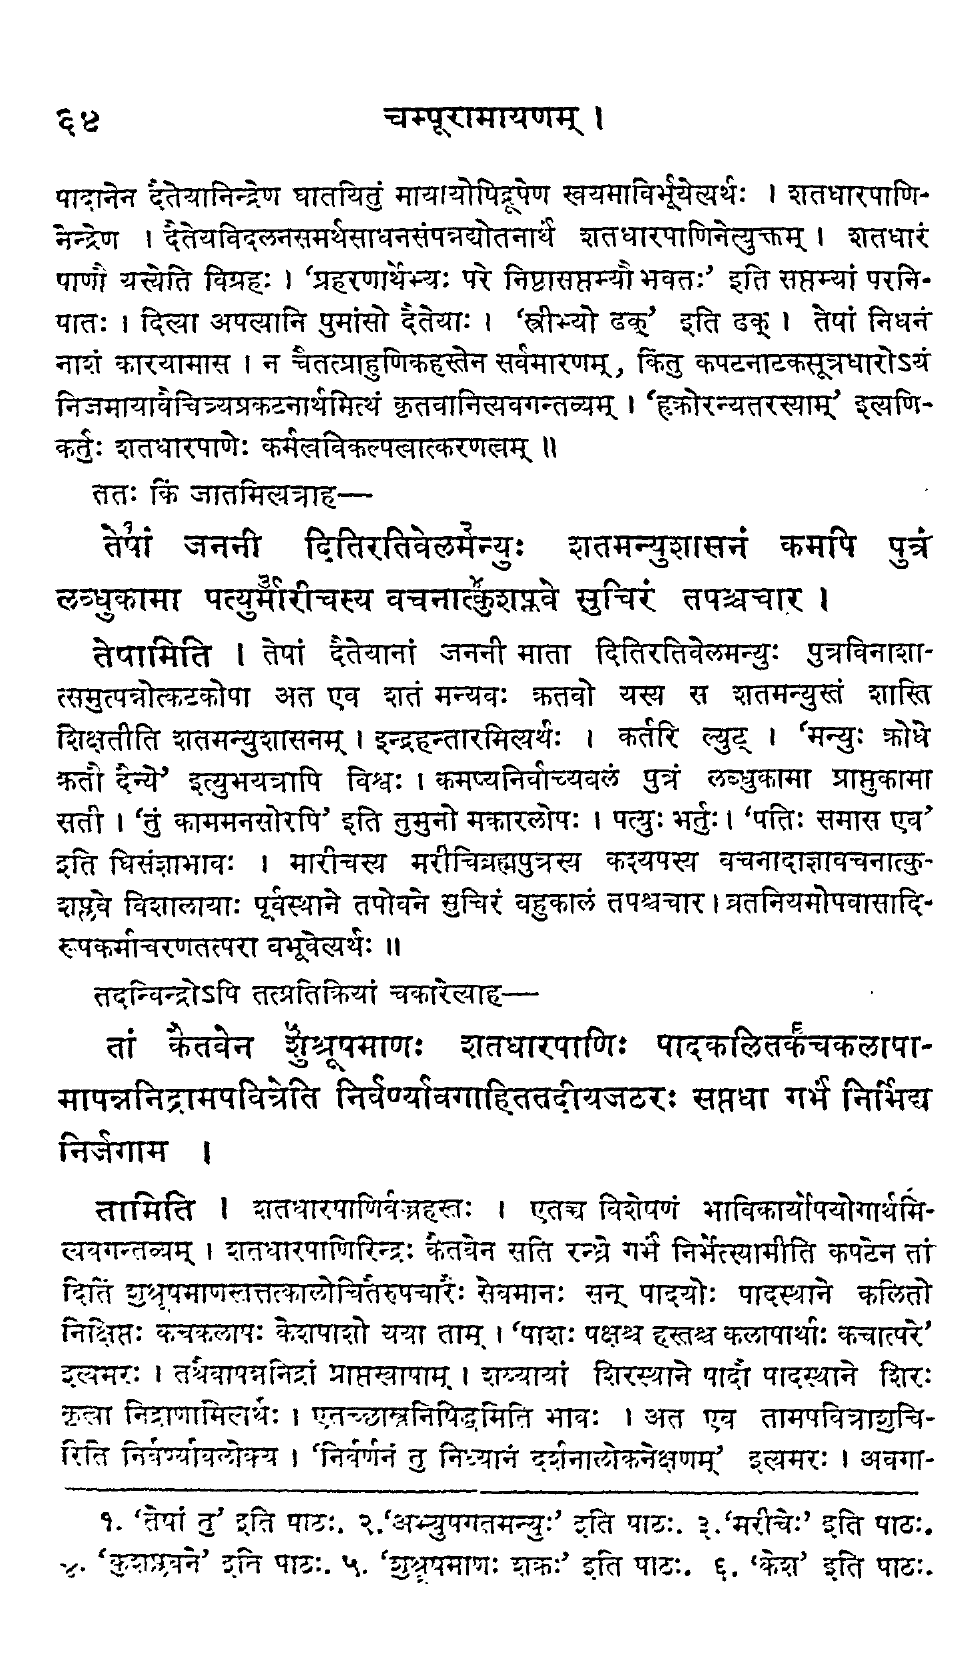 ६४ चम्पूरामायणम् ।
पादानेन दैतेयानिन्द्रेण घातयितुं मायायोषिद्रूपेण स्वयमाविर्भूयेत्यर्थः । शतधारपाणि-
नेन्द्रेण । दैतेयविदलनसमर्थसाधनसंपन्नद्योतनार्थं शतधारपाणिनेत्युक्तम् । शतधारं
पाणौ यस्येति विग्रहः । ‘प्रहरणार्थेभ्यः परे निष्ठासप्तम्यौ भवतः’ इति सप्तम्यां परनि-
पातः । दित्या अपत्यानि पुमांसो दैतेयाः । ‘स्त्रीभ्यो ढक्’ इति ढक् । तेषां निधनं
नाशं कारयामास । न चैतत्प्राहुणिकहस्तेन सर्पमारणम्, किंतु कपटनाटकसूत्रधारोऽयं
निजमायावैचित्र्यप्रकटनार्थमित्थं कृतवानित्यवगन्तव्यम् । ‘हृक्रोरन्यतरस्याम्’ इत्यणि-
कर्तुः शतधारपाणेः कर्मत्वविकल्पत्वात्करणत्वम् ॥
ततः किं जातमित्यत्राह—
तेषां१ जननी दितिरतिवेलमन्युः२ शतमन्युशासनं कमपि पुत्रं
लब्धुकामा पत्युर्मारीचस्य३ वचनात्कुशप्लवे४ सुचिरं तपश्चचार ।
तेषामिति । तेषां दैतेयानां जननी माता दितिरतिवेलमन्युः पुत्रविनाशा-
त्समुत्पन्नोत्कटकोपा अत एव शतं मन्यवः क्रतवो यस्य स शतमन्युस्तं शास्ति
शिक्षतीति शतमन्युशासनम् । इन्द्रहन्तारमित्यर्थः । कर्तरि ल्युट् । ‘मन्युः क्रोधे
क्रतौ दैन्ये’ इत्युभयत्रापि विश्वः । कमप्यनिर्वाच्यबलं पुत्रं लब्धुकामा प्राप्तुकामा
सती । ‘तुं काममनसोरपि’ इति तुमुनो मकारलोपः । पत्युः भर्तुः । ‘पतिः समास एव’
इति घिसंज्ञाभावः । मारीचस्य मरीचिब्रह्मपुत्रस्य कश्यपस्य वचनादाज्ञावचनात्कु-
शप्लवे विशालायाः पूर्वस्थाने तपोवने सुचिरं बहुकालं तपश्चचार । व्रतनियमोपवासादि-
रूपकर्माचरणतत्परा बभूवेत्यर्थः ॥
तदन्विन्द्रोऽपि तत्प्रतिक्रियां चकारेत्याह—
तां कैतवेन शुश्रूषमाणः५ शतधारपाणिः पादकलितकचकलापा६-
मापन्ननिद्रामपवित्रेति निर्वर्ण्यावगाहिततदीयजठरः सप्तधा गर्भं निर्भिद्य
निर्जगाम ।
तामिति । शतधारपाणिर्वज्रहस्तः । एतच्च विशेषणं भाविकार्योपयोगार्थमि-
त्यवगन्तव्यम् । शतधारपाणिरिन्द्रः कैतवेन सति रन्ध्रे गर्भं निर्भेत्स्यामीति कपटेन तां
दितिं शुश्रूषमाणस्तत्तत्कालोचितैरुपचारैः सेवमानः सन् पादयोः पादस्थाने कलितो
निक्षिप्तः कचकलापः केशपाशो यया ताम् । ‘पाशः पक्षश्च हस्तश्च कलापार्थाः कचात्परे’
इत्यमरः । तथैवापन्ननिद्रां प्राप्तस्वापाम् । शय्यायां शिरस्थाने पादौ पादस्थाने शिरः
कृत्वा निद्राणामित्यर्थः । एतच्छास्त्रनिषिद्धमिति भावः । अत एव तामपवित्राशुचि-
रिति निर्वर्ण्यावलोक्य । ‘निर्वर्णनं तु निध्यानं दर्शनालोकनेक्षणम्’ इत्यमरः । अवगा-
१. ‘तेषां तु’ इति पाठः. २.‘अभ्युपगतमन्युः’ इति पाठः. ३.‘मरीचेः’ इति पाठः.
४. ‘कुशप्लवने’ इति पाठः. ५. ‘शुश्रूषमाणः शक्रः’ इति पाठः. ६. ‘केश’ इति पाठः.